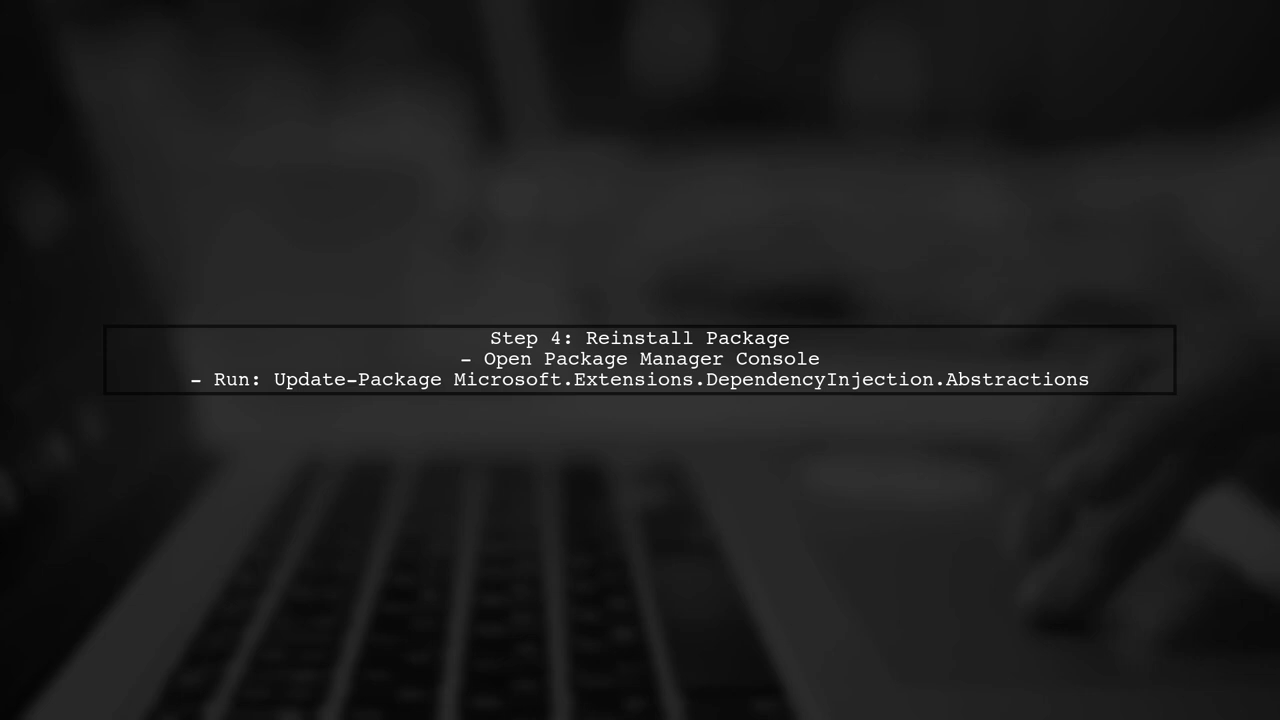 Step 4: Reinstall Package
- Open Package Manager Console
- Run: Update-Package Microsoft.Extensions.DependencyInjection.Abstractions